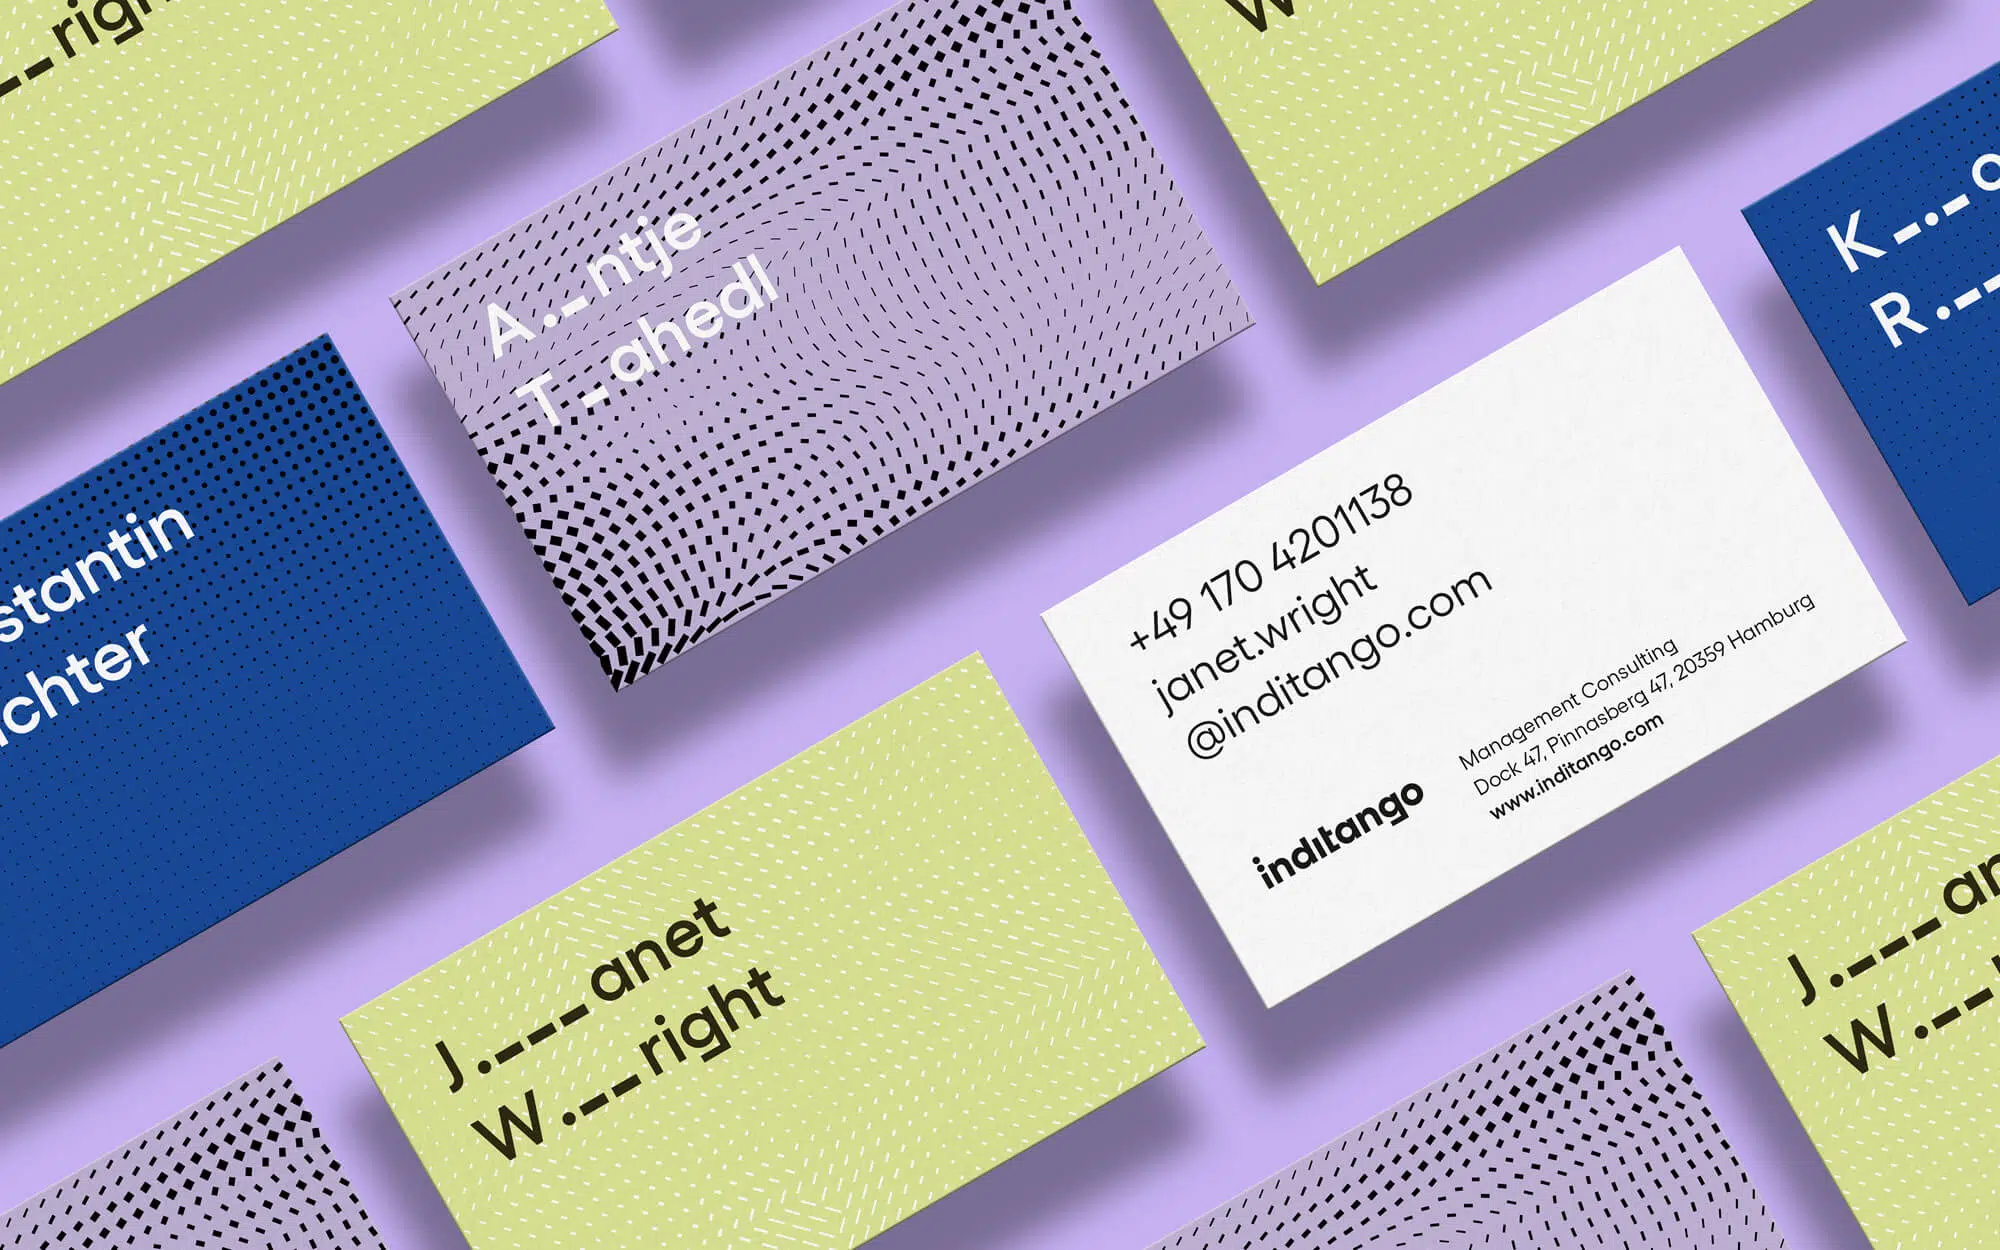 right
W
A.–ntje
T–ahedl
K–.–o
R.––
stantin
chter
+49 170 4201138
janet.wright
@inditango.com
inditango
Management Consulting
Dock 47, Pinnasberg 47, 20359 Hamburg
www.inditango.com
J.–––anet
W.––right
J.–––an
W.––